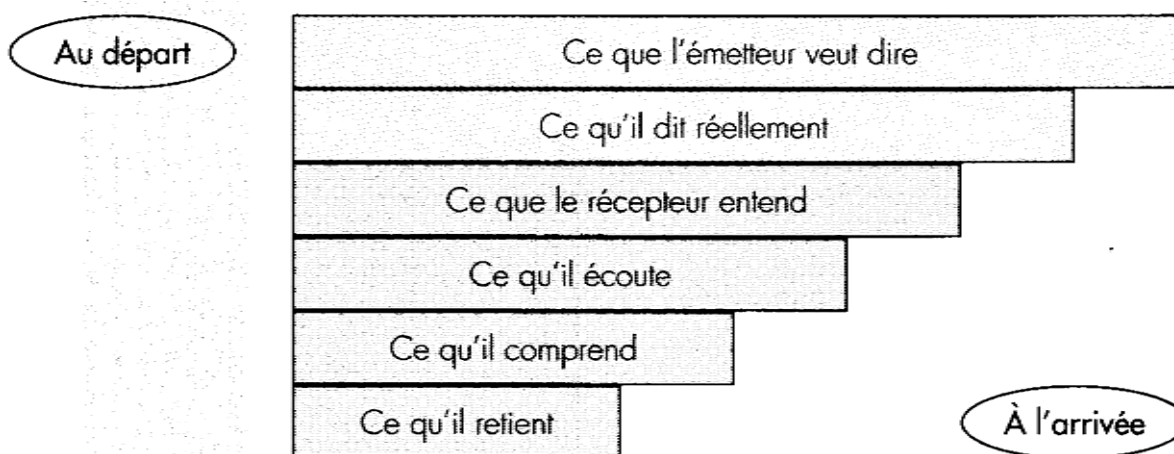 Au départ
Ce que l'émetteur veut dire
Ce qu'il dit réellement
Ce que le récepteur entend
Ce qu'il écoute
Ce qu'il comprend
Ce qu'il retient
À l'arrivée